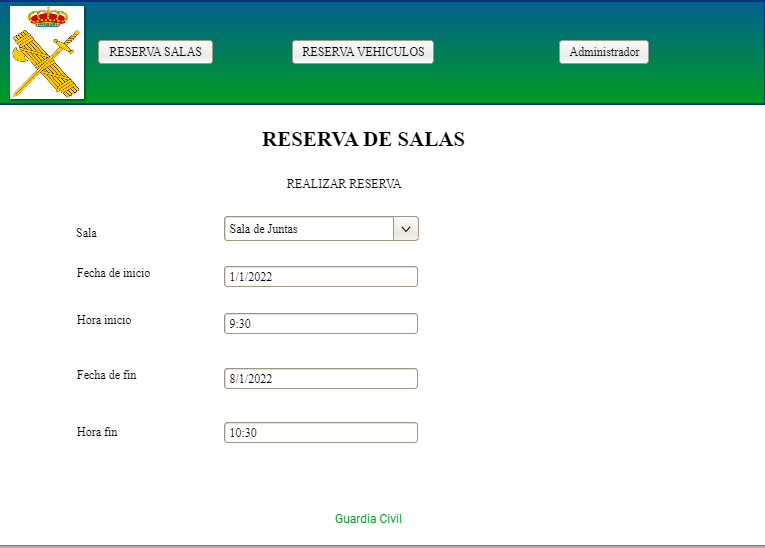 RESERVA SALAS
RESERVA VEHICULOS
Administrador
RESERVA DE SALAS
REALIZAR RESERVA
Sala
Sala de Juntas
Fecha de inicio
1/1/2022
Hora inicio
9:30
Fecha de fin
8/1/2022
Hora fin
10:30
Guardia Civil